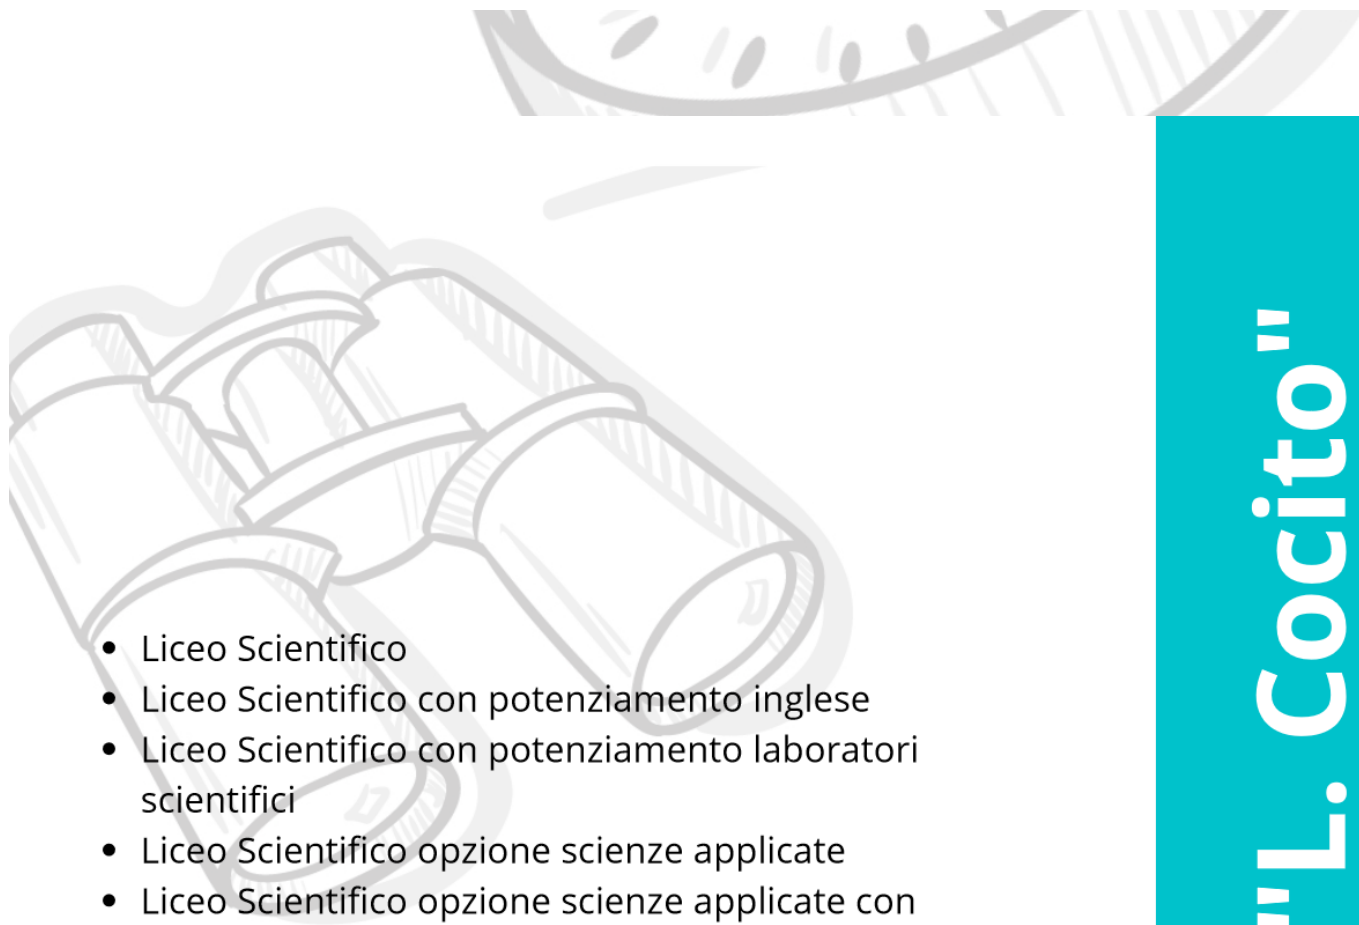 • Liceo Scientifico
• Liceo Scientifico con potenziamento inglese
• Liceo Scientifico con potenziamento laboratori
scientifici
• Liceo Scientifico opzione scienze applicate
• Liceo Scientifico opzione scienze applicate con
"L. Cocito"